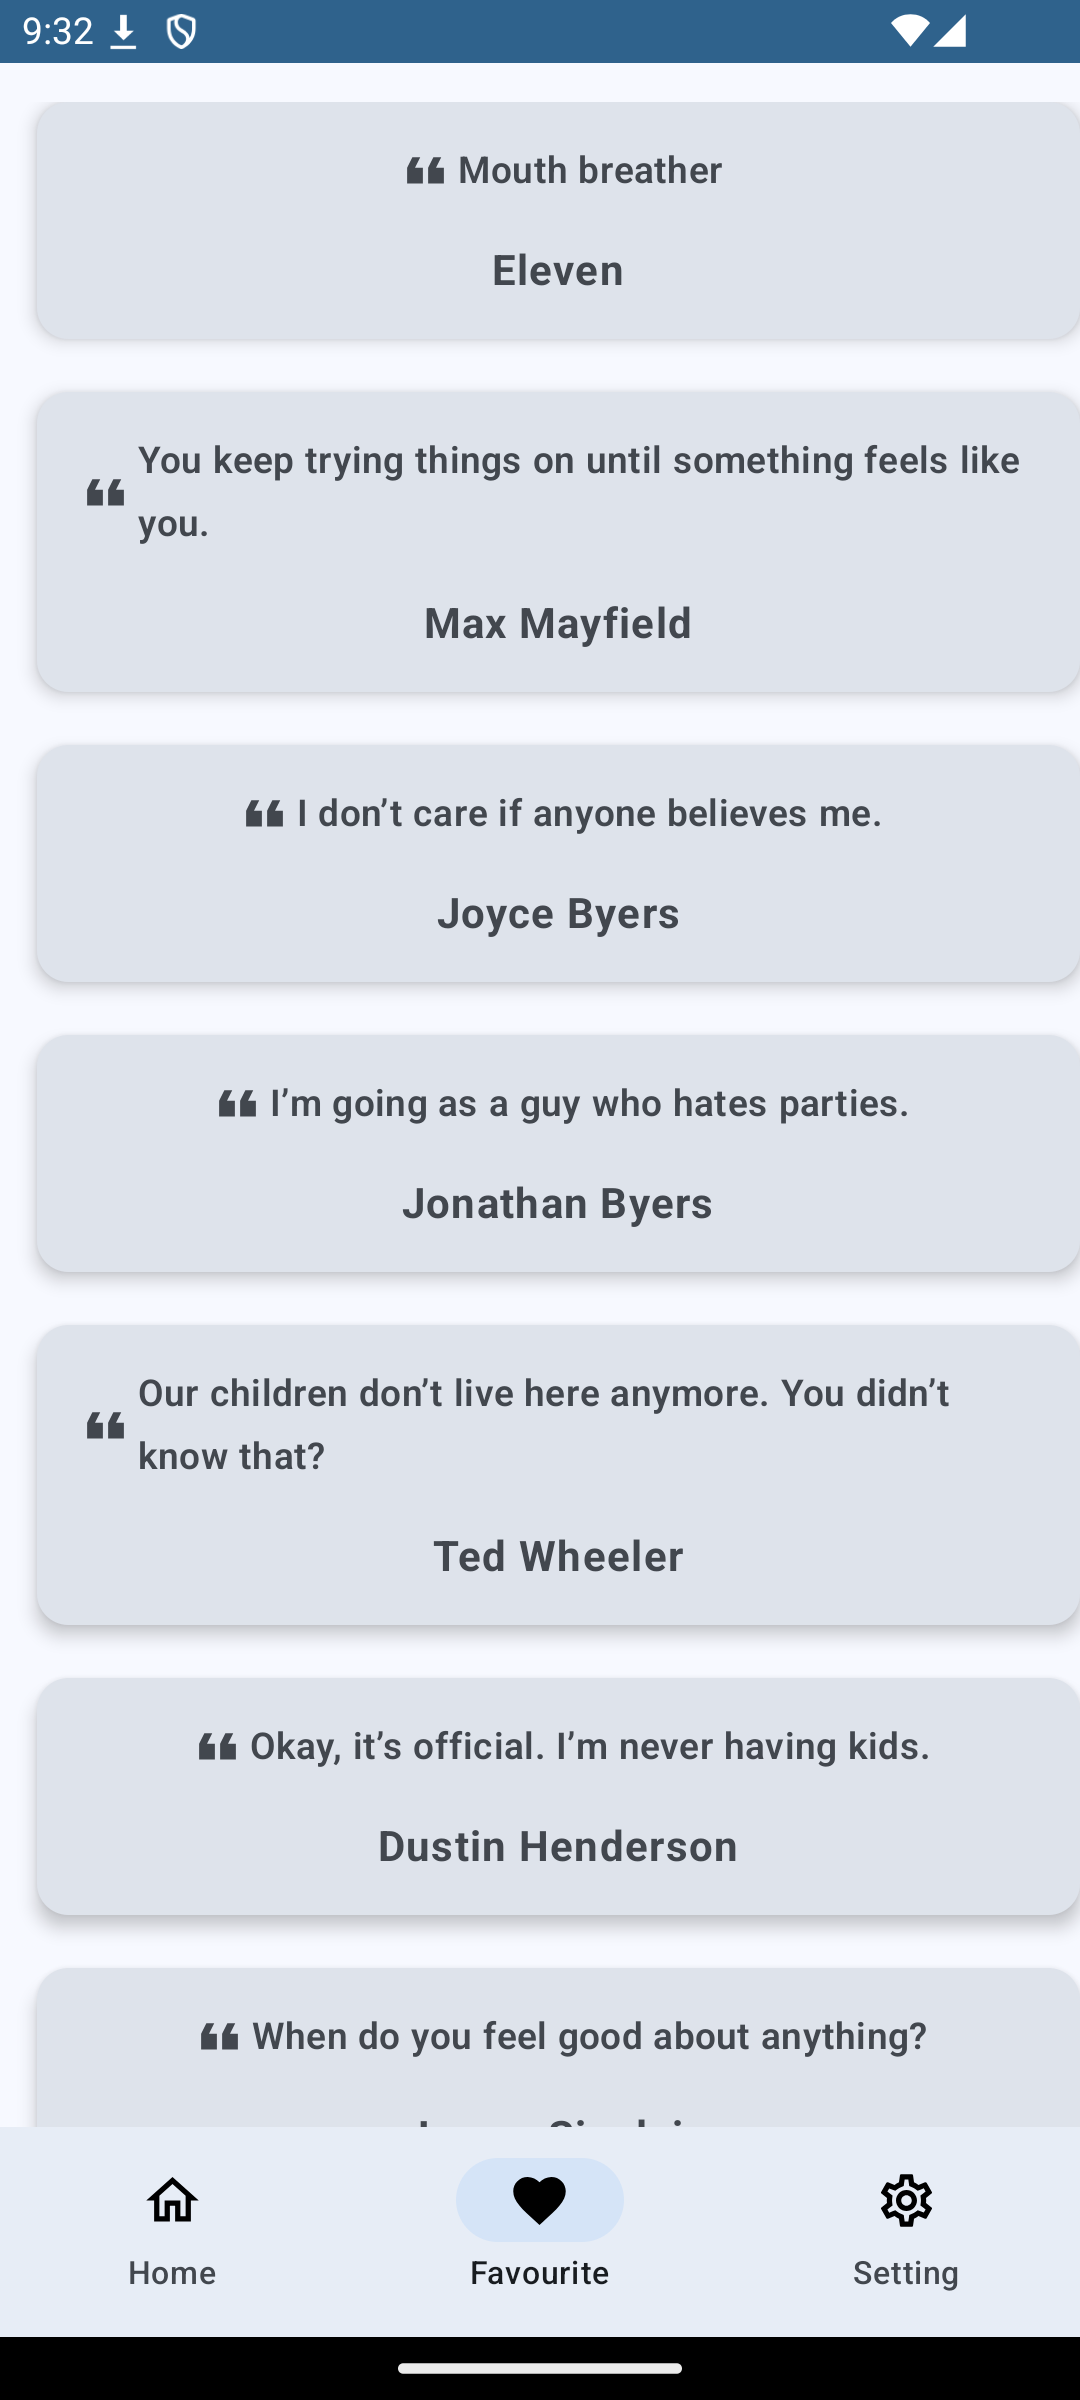 9:32
Mouth breather
Eleven
You keep trying things on until something feels like
you.
Max Mayfield
I don’t care if anyone believes me.
Joyce Byers
I’m going as a guy who hates parties.
Jonathan Byers
Our children don’t live here anymore. You didn’t
know that?
Ted Wheeler
Okay, it’s official. I’m never having kids.
Dustin Henderson
When do you feel good about anything?
Home
Favourite
Setting